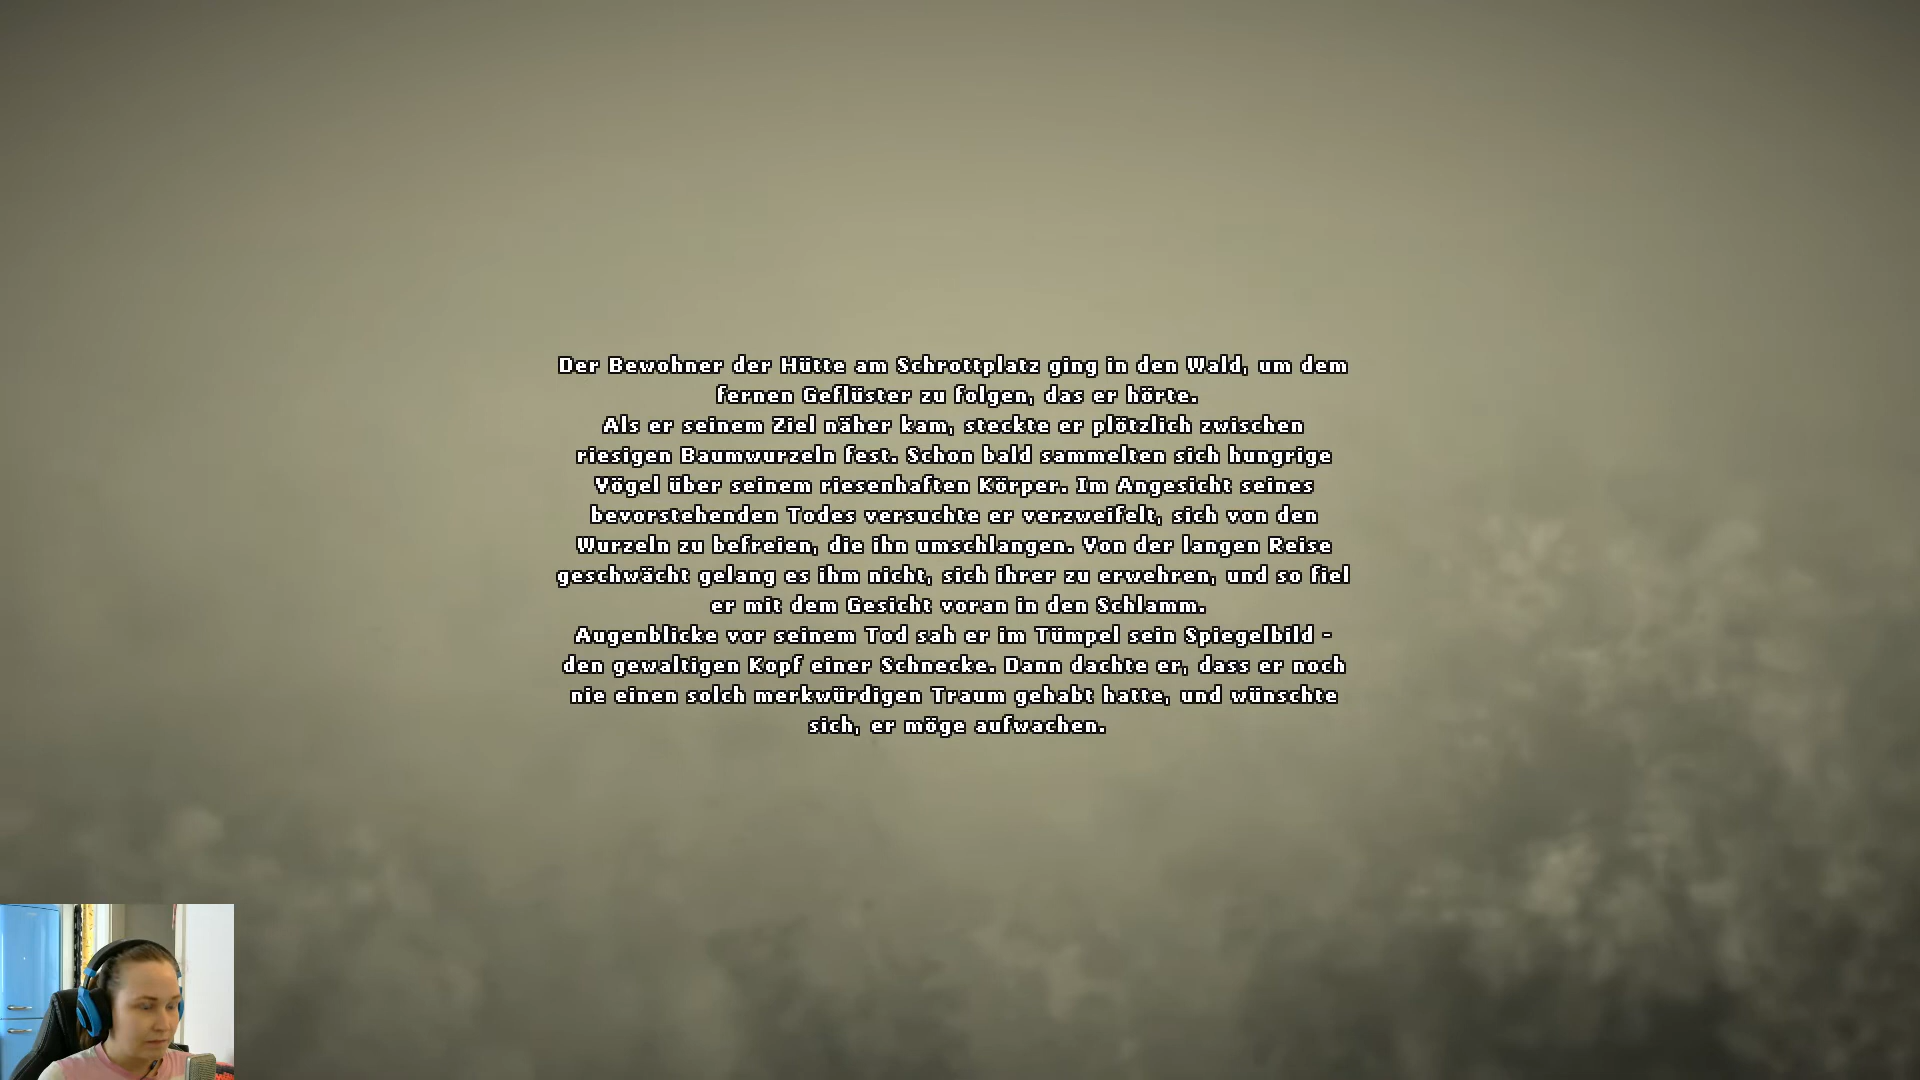 Der Bewohner der Hütte am Schrottplatz ging in den Wald, um dem
fernen Geflüster zu folgen, das er hörte.
Als er seinem Ziel näher kam, steckte er plötzlich zwischen
riesigen Baumwurzeln fest. Schon bald sammelten sich hungrige
Vögel über seinem riesenhaften Körper. Im Angesicht seines
bevorstehenden Todes versuchte er verzweifelt, sich von den
Wurzeln zu befreien, die ihn umschlangen. Von der langen Reise
geschwächt gelang es ihm nicht, sich ihrer zu erwehren, und so fiel
er mit dem Gesicht voran in den Schlamm.
Augenblicke vor seinem Tod sah er im Tümpel sein Spiegelbild -
den gewaltigen Kopf einer Schnecke. Dann dachte er, dass er noch
nie einen solch merkwürdigen Traum gehabt hatte, und wünschte
sich, er möge aufwachen.